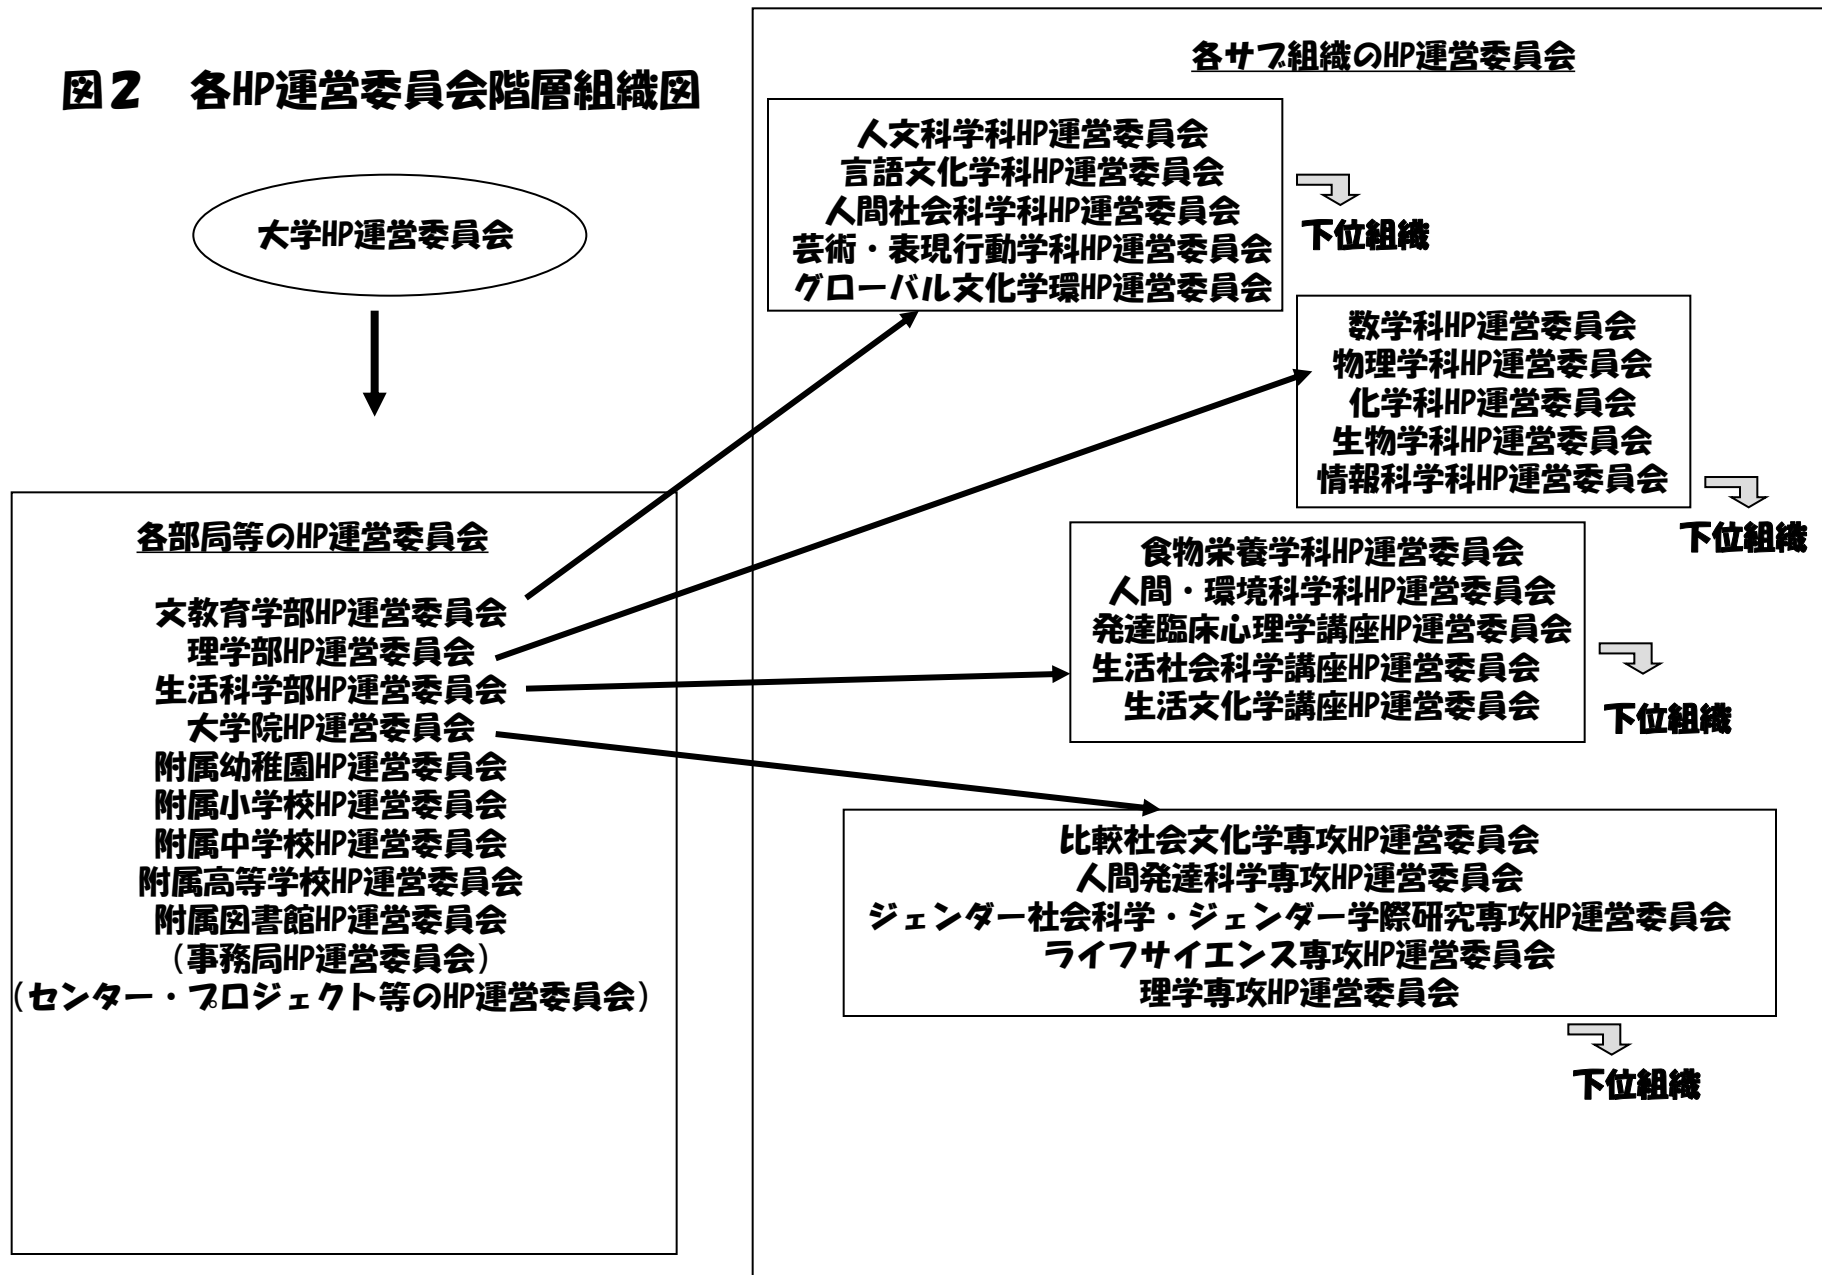 図2 各HP運営委員会階層組織図
大学HP運営委員会
各部局等のHP運営委員会
文教育学部HP運営委員会
理学部HP運営委員会
生活科学部HP運営委員会
大学院HP運営委員会
附属幼稚園HP運営委員会
附属小学校HP運営委員会
附属中学校HP運営委員会
附属高等学校HP運営委員会
附属図書館HP運営委員会
(事務局HP運営委員会)
(センター・プロジェクト等のHP運営委員会)
各サブ組織のHP運営委員会
人文科学科HP運営委員会
言語文化学科HP運営委員会
人間社会科学科HP運営委員会
芸術・表現行動学科HP運営委員会
グローバル文化学環HP運営委員会
下位組織
数学科HP運営委員会
物理学科HP運営委員会
化学科HP運営委員会
生物学科HP運営委員会
情報科学科HP運営委員会
下位組織
食物栄養学科HP運営委員会
人間・環境科学科HP運営委員会
発達臨床心理学講座HP運営委員会
生活社会科学講座HP運営委員会
生活文化学講座HP運営委員会
下位組織
比較社会文化学専攻HP運営委員会
人間発達科学専攻HP運営委員会
ジェンダー社会科学・ジェンダー学際研究専攻HP運営委員会
ライフサイエンス専攻HP運営委員会
理学専攻HP運営委員会
下位組織